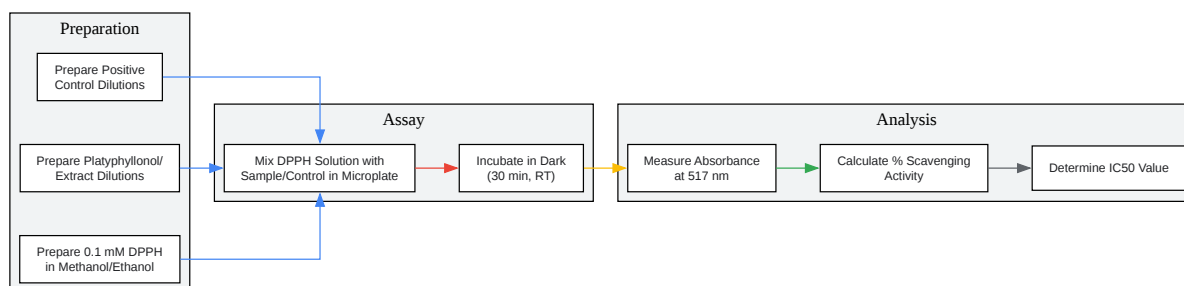 Preparation
Prepare Positive
Control Dilutions
Prepare Platyphyllonol/
Extract Dilutions
Prepare 0.1 mM DPPH
in Methanol/Ethanol
Assay
Mix DPPH Solution with
Sample/Control in Microplate
Incubate in Dark
(30 min, RT)
Analysis
Measure Absorbance
at 517 nm
Calculate % Scavenging
Activity
Determine IC50 Value